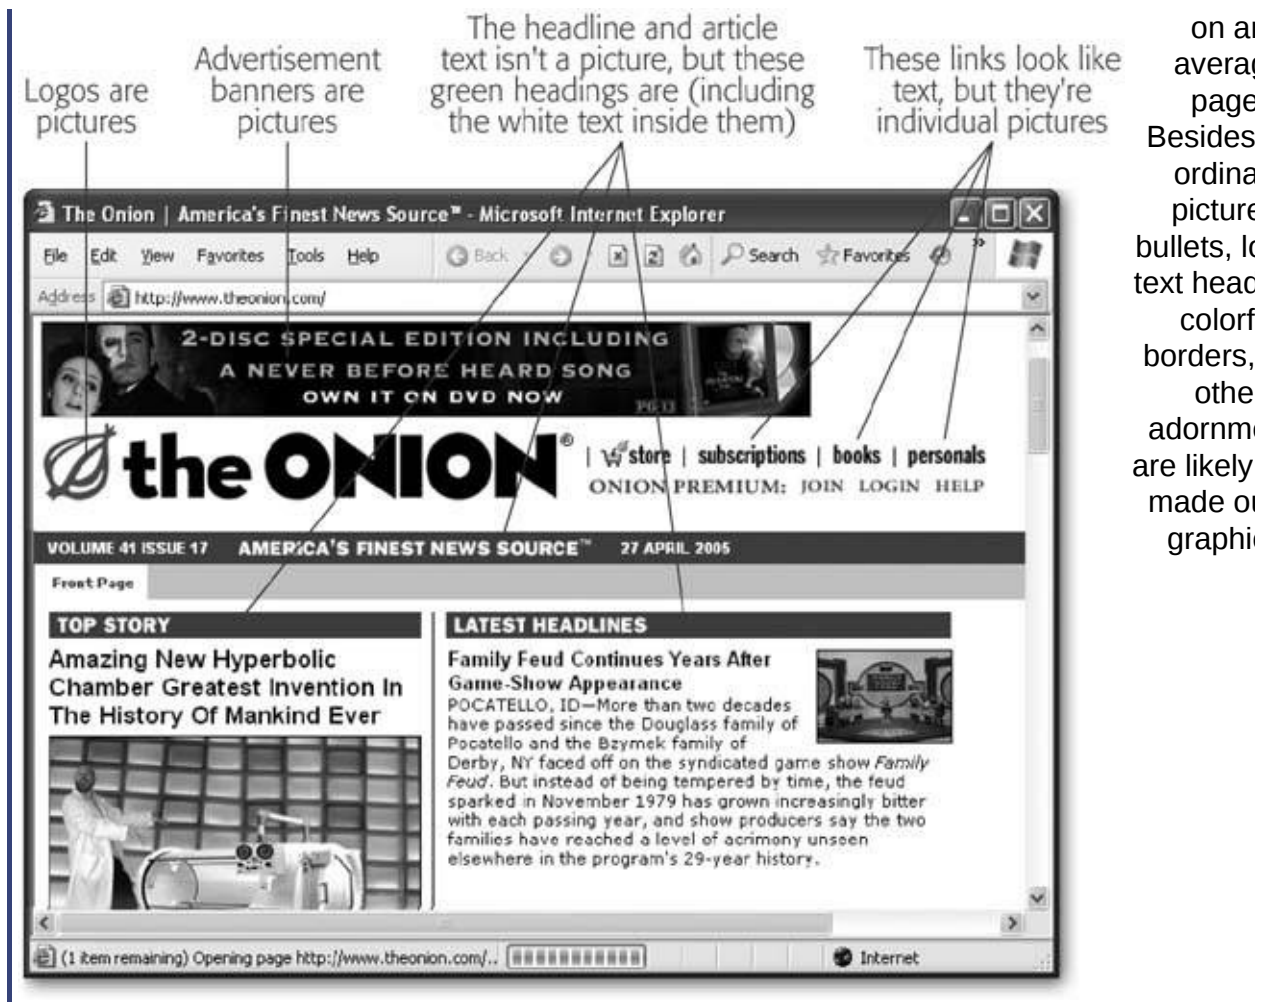 The headline and article
text isn't a picture, but these
green headings are (including
the white text inside them)
Advertisement
banners are
pictures
Logos are
pictures
These links look like
text, but they're
individual pictures
The Onion | America's Finest News Source™ - Microsoft Internet Explorer
File Edit View Favorites Tools Help Back Search Favorites »
Address http://www.theonion.com/
2-DISC SPECIAL EDITION INCLUDING
A NEVER BEFORE HEARD SONG
OWN IT ON DVD NOW
PG-13
the ONION®
| store | subscriptions | books | personals
ONION PREMIUM: JOIN LOGIN HELP
VOLUME 41 ISSUE 17 AMERICA'S FINEST NEWS SOURCE™ 27 APRIL 2005
Front Page
TOP STORY
Amazing New Hyperbolic
Chamber Greatest Invention In
The History Of Mankind Ever
LATEST HEADLINES
Family Feud Continues Years After
Game-Show Appearance
POCATELLO, ID—More than two decades
have passed since the Douglass family of
Pocatello and the Bzymek family of
Derby, NY faced off on the syndicated game show Family
Feud. But instead of being tempered by time, the feud
sparked in November 1979 has grown increasingly bitter
with each passing year, and show producers say the two
families have reached a level of acrimony unseen
elsewhere in the program's 29-year history.
(1 item remaining) Opening page http://www.theonion.com/.. Internet
on
page
Besides
bullets,
text
borders,
are likely
made